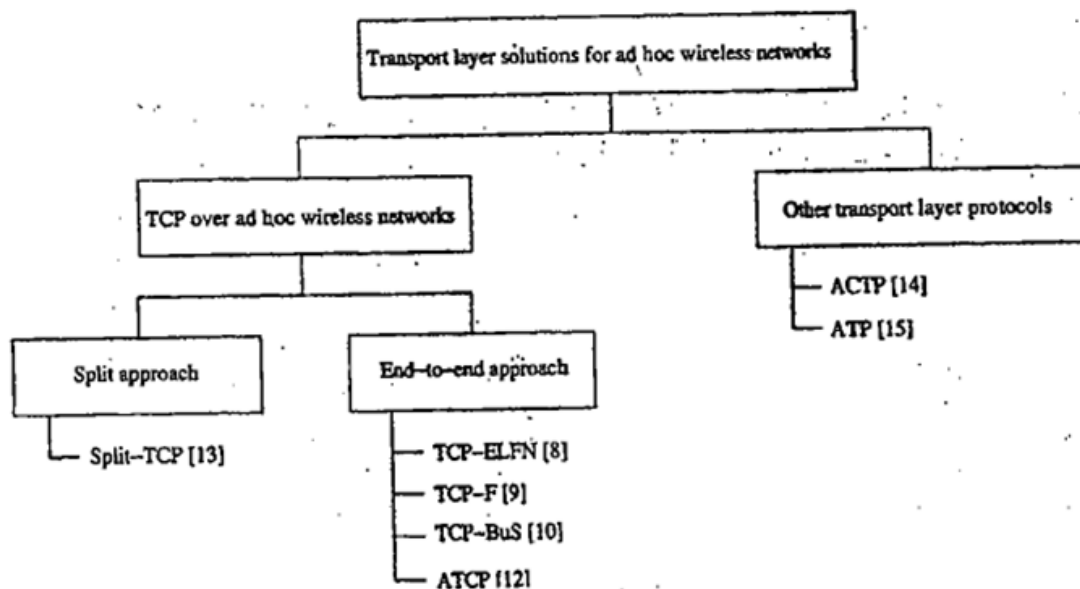 Transport layer solutions for ad hoc wireless networks
TCP over ad hoc wireless networks
Other transport layer protocols
ACTP [14]
ATP [15]
Split approach
End-to-end approach
Split-TCP [13]
TCP-ELFN [8]
TCP-F [9]
TCP-BuS [10]
ATCP [12]